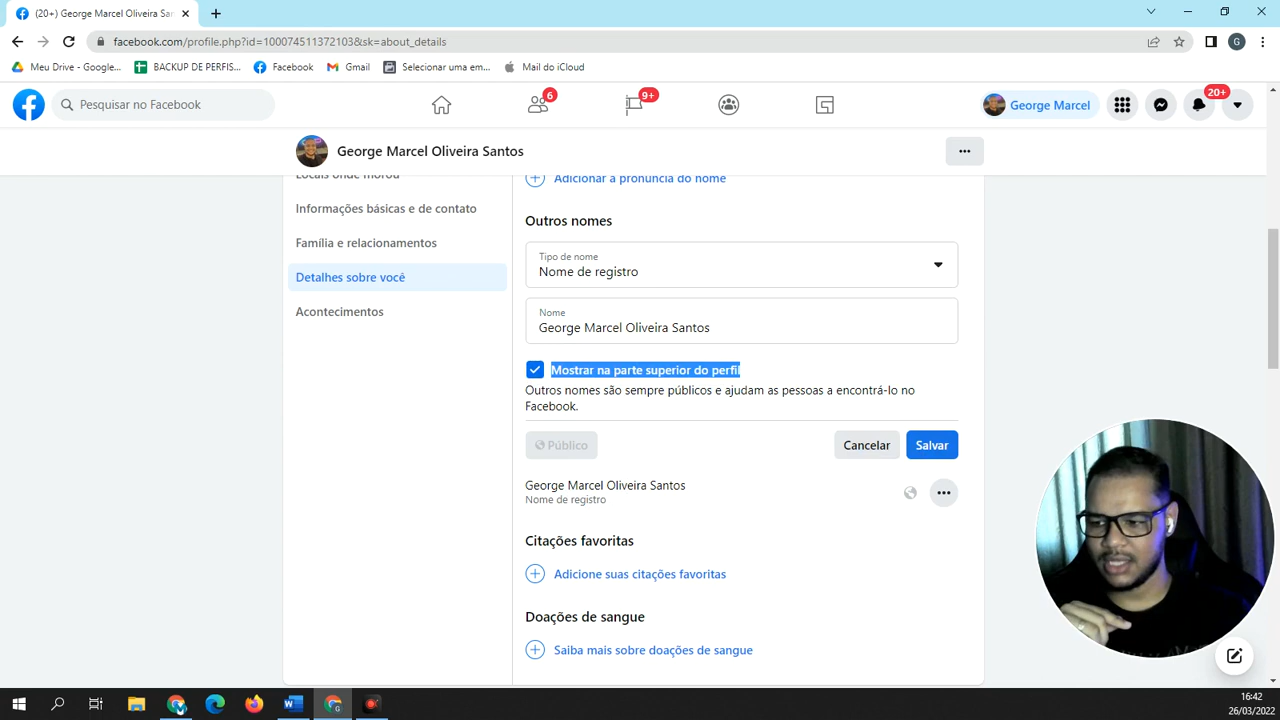 (20+) George Marcel Oliveira Sar
facebook.com/profile.php?id=100074511372103&sk=about_details
G
Meu Drive - Google...
BACKUP DE PERFIS...
Facebook
Gmail
Selecionar uma em...
Mail do iCloud
Pesquisar no Facebook
6
9+
George Marcel
20+
George Marcel Oliveira Santos
Locais onde morou
Informações básicas e de contato
Família e relacionamentos
Detalhes sobre você
Acontecimentos
Adicionar a pronúncia do nome
Outros nomes
Tipo de nome
Nome de registro
Nome
George Marcel Oliveira Santos
Mostrar na parte superior do perfil
Outros nomes são sempre públicos e ajudam as pessoas a encontrá-lo no
Facebook.
Público
Cancelar
Salvar
George Marcel Oliveira Santos
Nome de registro
Citações favoritas
Adicione suas citações favoritas
Doações de sangue
Saiba mais sobre doações de sangue
16:42
26/03/2022